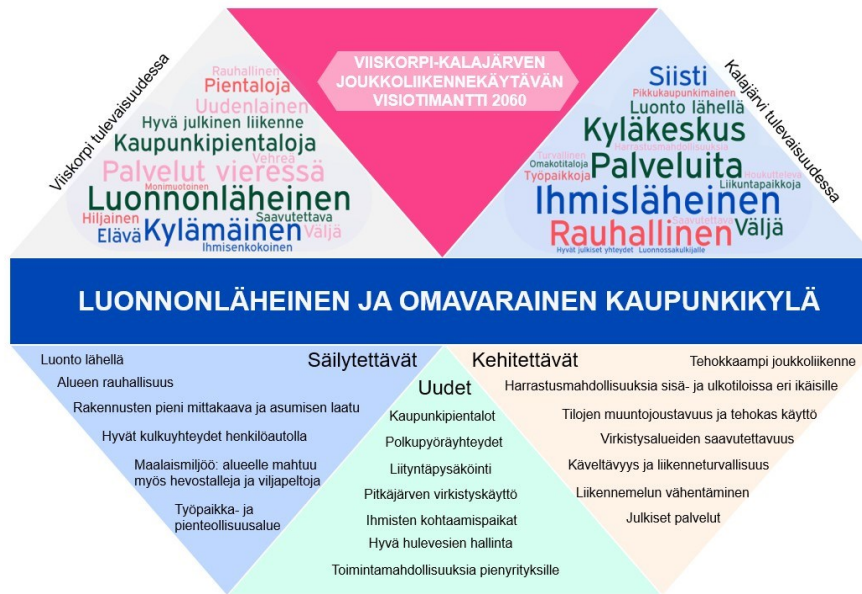 Viiskorpi tulevaisuudessa
Rauhallinen
Pientaloja
Uudenlainen
Hyvä julkinen liikenne
Kaupunkipientaloja
Vehreä
Palvelut vieressä
Monimuotoinen
Luonnonläheinen
Hiljainen
Saavutettava
Elävä
Kylämäinen
Väljä
Ihmisenkokoinen
VIISKORPI-KALAJÄRVEN
JOUKKOLIIKENNEKÄYTÄVÄN
VISIOTIMANTTI 2060
Kalajärvi tulevaisuudessa
Siisti
Pikkukaupunkimainen
Luonto lähellä
Kyläkeskus
Harrastusmahdollisuuksia
Turvallinen
Omakotitaloja
Palveluita
Työpaikkoja
Houkutteleva
Liikuntapaikkoja
Ihmisläheinen
Saavutettava
Rauhallinen
Väljä
Hyvät julkiset yhteydet
Luonnossakulkijalle
LUONNONLÄHEINEN JA OMAVARAINEN KAUPUNKIKYLÄ
Säilytettävät
Luonto lähellä
Alueen rauhallisuus
Rakennusten pieni mittakaava ja asumisen laatu
Hyvät kulkuyhteydet henkilöautolla
Maalaismiljöö: alueelle mahtuu
myös hevostalleja ja viljapeltoja
Työpaikka- ja
pienteollisuusalue
Uudet
Kaupunkipientalot
Polkupyöräyhteydet
Liityntäpysäköinti
Pitkäjärven virkistyskäyttö
Ihmisten kohtaamispaikat
Hyvä hulevesien hallinta
Toimintamahdollisuuksia pienyrityksille
Kehitettävät
Tehokkaampi joukkoliikenne
Harrastusmahdollisuuksia sisä- ja ulkotiloissa eri ikäisille
Tilojen muuntojoustavuus ja tehokas käyttö
Virkistysalueiden saavutettavuus
Käveltävyys ja liikenneturvallisuus
Liikennemelun vähentäminen
Julkiset palvelut